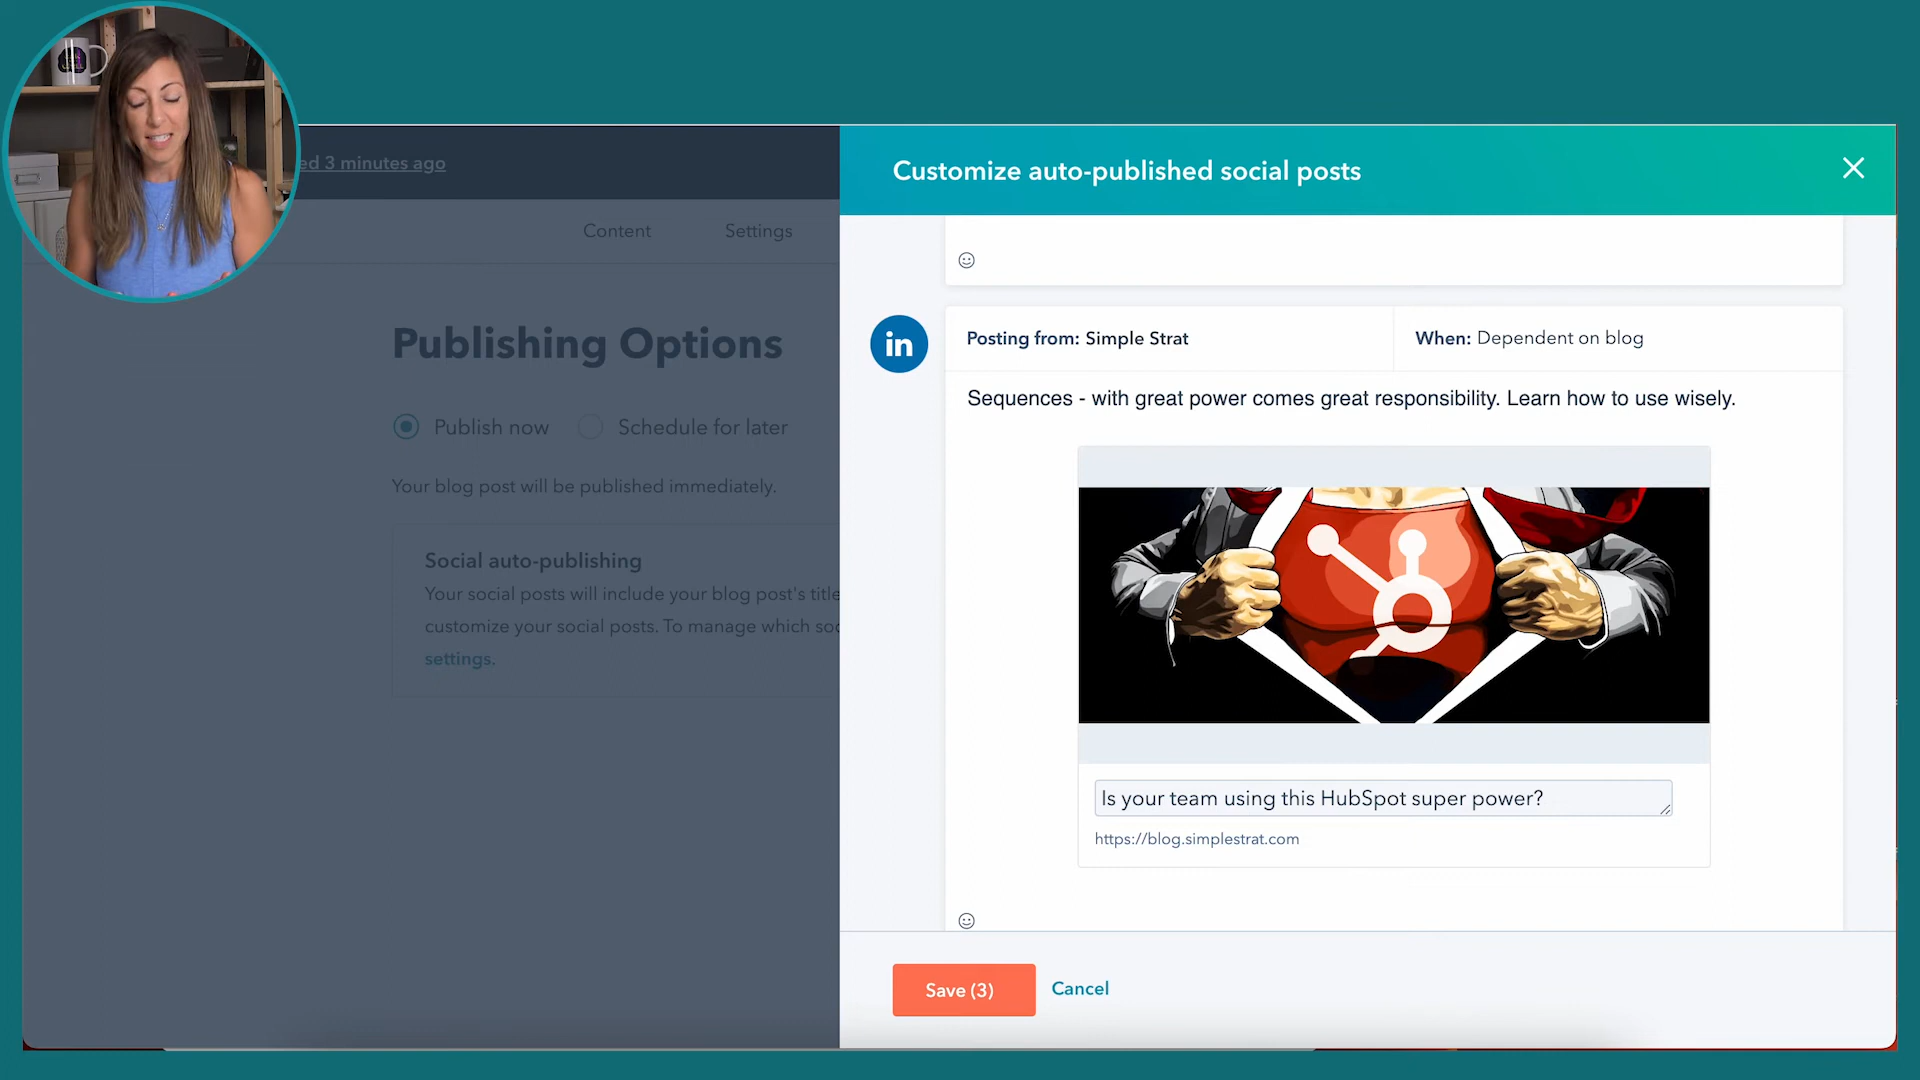 ed 3 minutes ago
Content
Settings
Publishing Options
Publish now
Schedule for later
Your blog post will be published immediately.
Social auto-publishing
Your social posts will include your blog post's title
customize your social posts. To manage which soc
settings.
Customize auto-published social posts
in
Posting from: Simple Strat
When: Dependent on blog
Sequences - with great power comes great responsibility. Learn how to use wisely.
Is your team using this HubSpot super power?
https://blog.simplestrat.com
Save (3)
Cancel